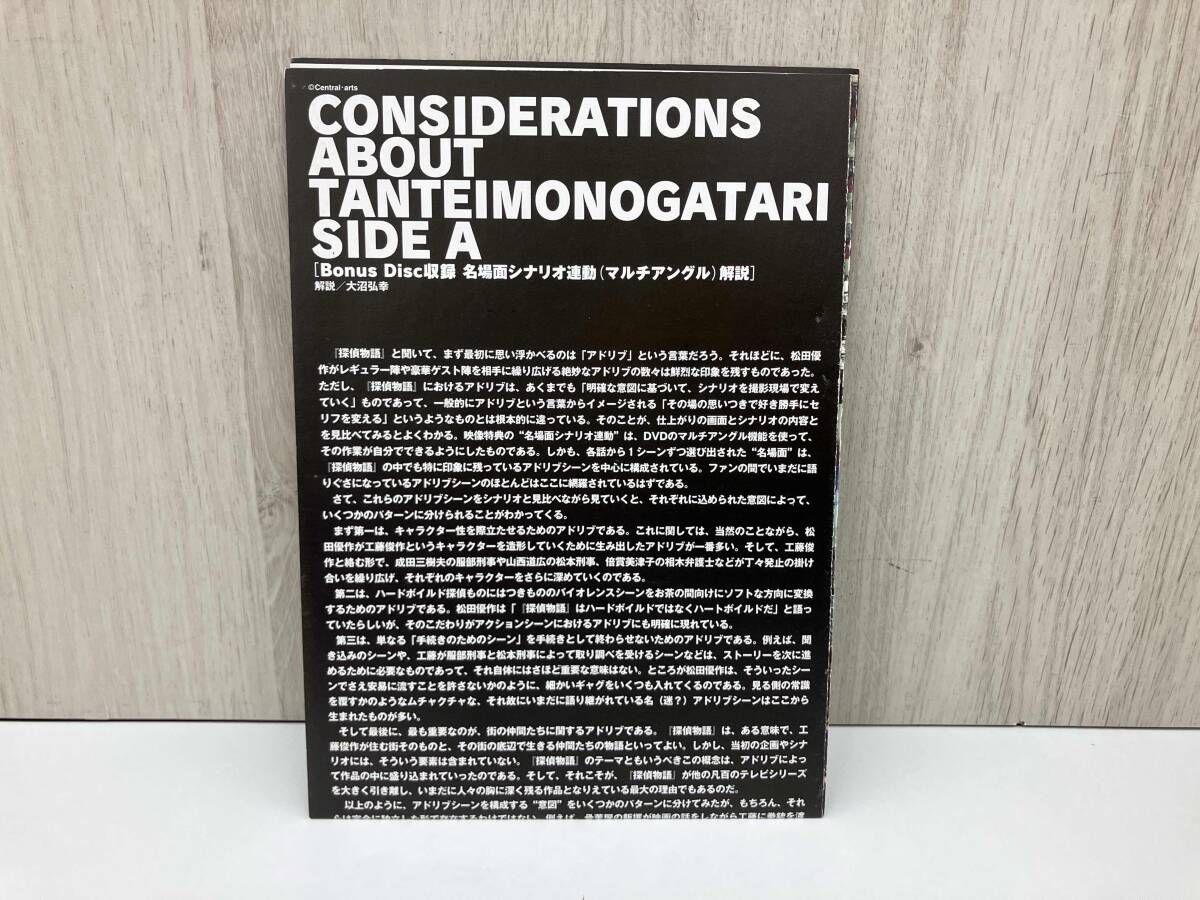 ©Central・arts
CONSIDERATIONS
ABOUT
TANTEIMONOGATARI
SIDE A
[Bonus Disc収録 名場面シナリオ連動(マルチアングル)解説]
解説／大沼弘幸
『探偵物語』と聞いて、まず最初に思い浮かべるのは「アドリブ」という言葉だろう。それほどに、松田優
作がレギュラー陣や豪華ゲスト陣を相手に繰り広げる絶妙なアドリブの数々は鮮烈な印象を残すものであった。
ただし、『探偵物語』におけるアドリブは、あくまでも「明確な意図に基づいて、シナリオを撮影現場で変え
ていく」ものであって、一般的にアドリブという言葉からイメージされる「その場の思いつきで好き勝手にセ
リフを変える」というようなものとは根本的に違っている。そのことが、仕上がりの画面とシナリオの内容と
を見比べてみるとよくわかる。映像特典の“名場面シナリオ連動”は、DVDのマルチアングル機能を使って、
その作業が自分でできるようにしたものである。しかも、各話から1シーンずつ選び出された“名場面”は、
『探偵物語』の中でも特に印象に残っているアドリブシーンを中心に構成されている。ファンの間でいまだに語
りぐさになっているアドリブシーンのほとんどはここに網羅されているはずである。
さて、これらのアドリブシーンをシナリオと見比べながら見ていくと、それぞれに込められた意図によって、
いくつかのパターンに分けられることがわかってくる。
まず第一は、キャラクター性を際立たせるためのアドリブである。これに関しては、当然のことながら、松
田優作が工藤俊作というキャラクターを造形していくために生み出したアドリブが一番多い。そして、工藤俊
作と絡む形で、成田三樹夫の服部刑事や山西道広の松本刑事、倍賞美津子の相木弁護士などが丁々発止の掛け
合いを繰り広げ、それぞれのキャラクターをさらに深めていくのである。
第二は、ハードボイルド探偵ものにはつきもののバイオレンスシーンをお茶の間向けにソフトな方向に変換
するためのアドリブである。松田優作は「『探偵物語』はハードボイルドではなくハートボイルドだ」と語っ
ていたらしいが、そのこだわりがアクションシーンにおけるアドリブにも明確に現れている。
第三は、単なる「手続きのためのシーン」を手続きとして終わらせないためのアドリブである。例えば、聞
き込みのシーンや、工藤が服部刑事と松本刑事によって取り調べを受けるシーンなどは、ストーリーを次に進
めるために必要なものであって、それ自体にはさほど重要な意味はない。ところが松田優作は、そういったシー
ンでさえ安易に流すことを許さないかのように、細かいギャグをいくつも入れてくるのである。見る側の常識
を覆すかのようなムチャクチャな、それ故にいまだに語り継がれている名（迷？）アドリブシーンはここから
生まれたものが多い。
そして最後に、最も重要なのが、街の仲間たちに関するアドリブである。『探偵物語』は、ある意味で、工
藤俊作が住む街そのものと、その街の底辺で生きる仲間たちの物語といってよい。しかし、当初の企画やシナ
リオには、そういう要素は含まれていない。『探偵物語』のテーマともいうべきこの概念は、アドリブによっ
て作品の中に盛り込まれていったのである。そして、それこそが、『探偵物語』が他の凡百のテレビシリーズ
を大きく引き離し、いまだに人々の胸に深く残る作品となりえている最大の理由でもあるのだ。
以上のように、アドリブシーンを構成する“意図”をいくつかのパターンに分けてみたが、もちろん、それ